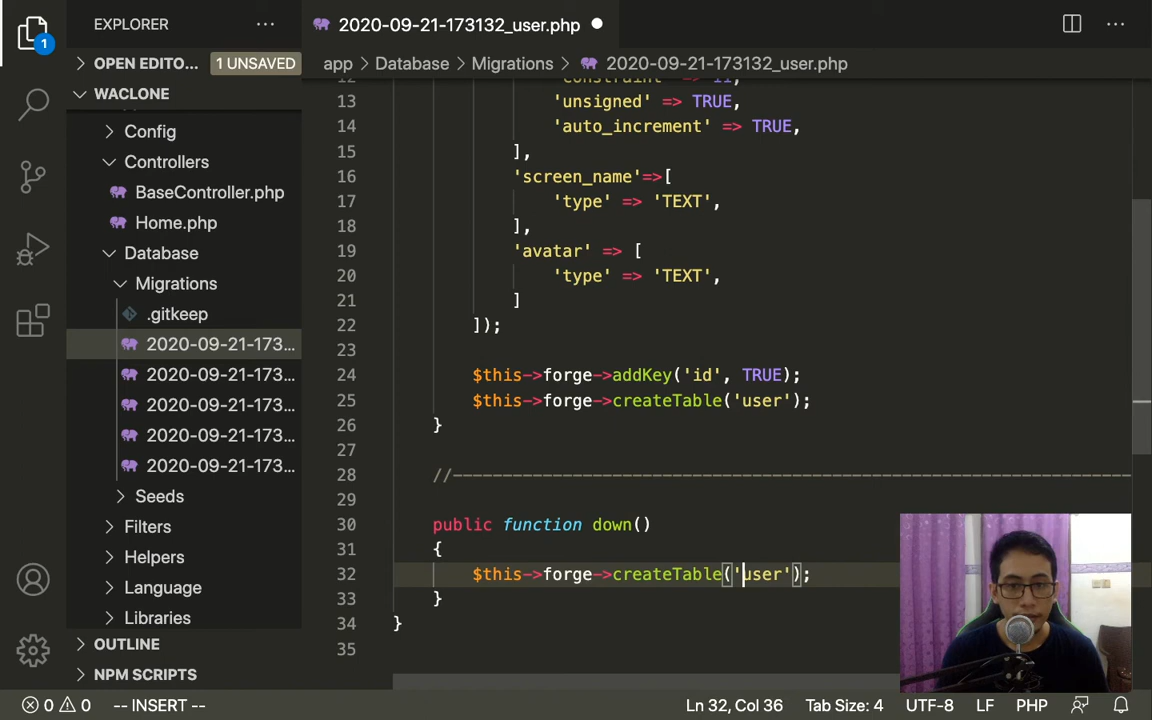 EXPLORER
2020-09-21-173132_user.php
1
OPEN EDITO...
1 UNSAVED
app
Database
Migrations
2020-09-21-173132_user.php
WACLONE
Config
Controllers
BaseController.php
Home.php
Database
Migrations
.gitkeep
2020-09-21-173...
2020-09-21-173...
2020-09-21-173...
2020-09-21-173...
2020-09-21-173...
Seeds
Filters
Helpers
Language
Libraries
OUTLINE
NPM SCRIPTS
13 'unsigned' => TRUE,
14 'auto_increment' => TRUE,
15 ],
16 'screen_name'=>[
17 'type' => 'TEXT',
18 ],
19 'avatar' => [
20 'type' => 'TEXT',
21 ]
22 ]);
23
24 $this->forge->addKey('id', TRUE);
25 $this->forge->createTable('user');
26 }
27
28 //--------------------------------------------------------------------
29
30 public function down()
31 {
32 $this->forge->createTable('user');
33 }
34 }
35
0 0
-- INSERT --
Ln 32, Col 36
Tab Size: 4
UTF-8
LF
PHP